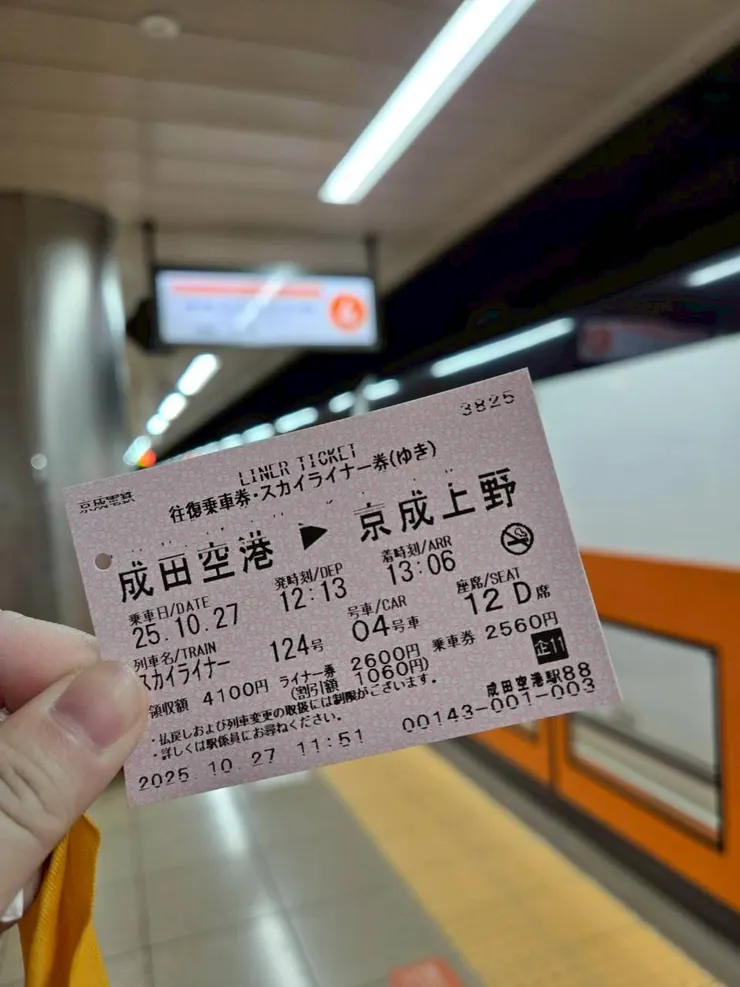 3825
京成電鉄
LINER TICKET
往復乗車券・スカイライナー券(ゆき)
成田空港 ▶ 京成上野
乗車日/DATE 発時刻/DEP 着時刻/ARR
25.10.27 12:13 13:06
列車名/TRAIN 号車/CAR 座席/SEAT
スカイライナー 124号 04号車 12 D席
領収額 4100円 ライナー券 2600円 乗車券 2560円
(割引額 1060円)
企11
・払戻しおよび列車変更の取扱には制限がございます。
・詳しくは駅係員にお尋ねください。
成田空港駅88
2025.10.27 11:51 00143-001-003